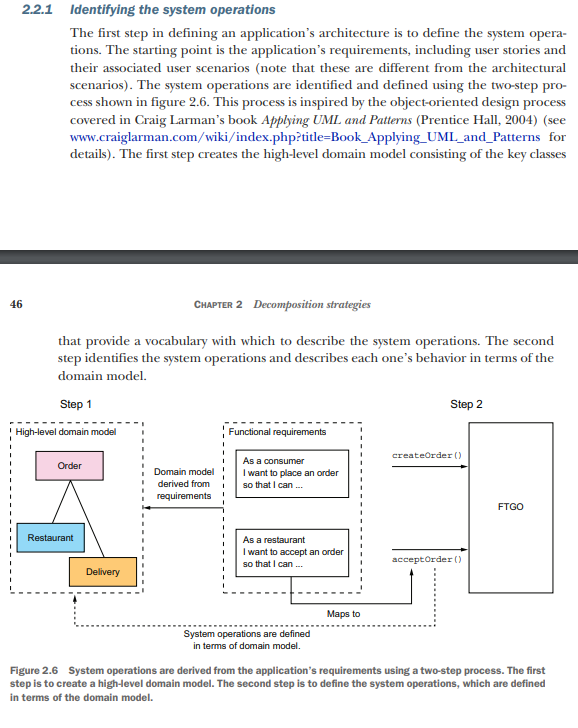 2.2.1 Identifying the system operations
The first step in defining an application's architecture is to define the system opera-
tions. The starting point is the application's requirements, including user stories and
their associated user scenarios (note that these are different from the architectural
scenarios). The system operations are identified and defined using the two-step pro-
cess shown in figure 2.6. This process is inspired by the object-oriented design process
covered in Craig Larman's book Applying UML and Patterns (Prentice Hall, 2004) (see
www.craiglarman.com/wiki/index.php?title=Book_Applying_UML_and_Patterns for
details). The first step creates the high-level domain model consisting of the key classes
46 CHAPTER 2 Decomposition strategies
that provide a vocabulary with which to describe the system operations. The second
step identifies the system operations and describes each one's behavior in terms of the
domain model.
Step 1
High-level domain model
Order
Restaurant
Delivery
Domain model
derived from
requirements
Functional requirements
As a consumer
I want to place an order
so that I can ...
As a restaurant
I want to accept an order
so that I can ...
Step 2
createOrder()
acceptOrder()
FTGO
Maps to
System operations are defined
in terms of domain model.
Figure 2.6 System operations are derived from the application's requirements using a two-step process. The first
step is to create a high-level domain model. The second step is to define the system operations, which are defined
in terms of the domain model.